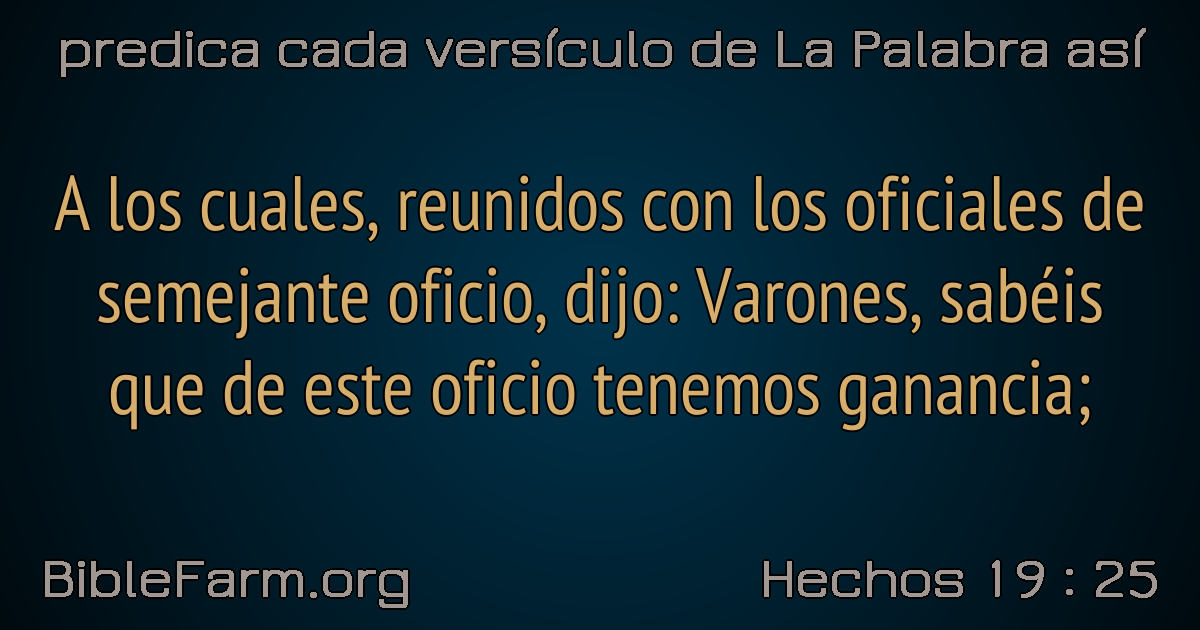 predica cada versículo de La Palabra así
A los cuales, reunidos con los oficiales de
semejante oficio, dijo: Varones, sabéis
que de este oficio tenemos ganancia;
BibleFarm.org
Hechos 19 : 25